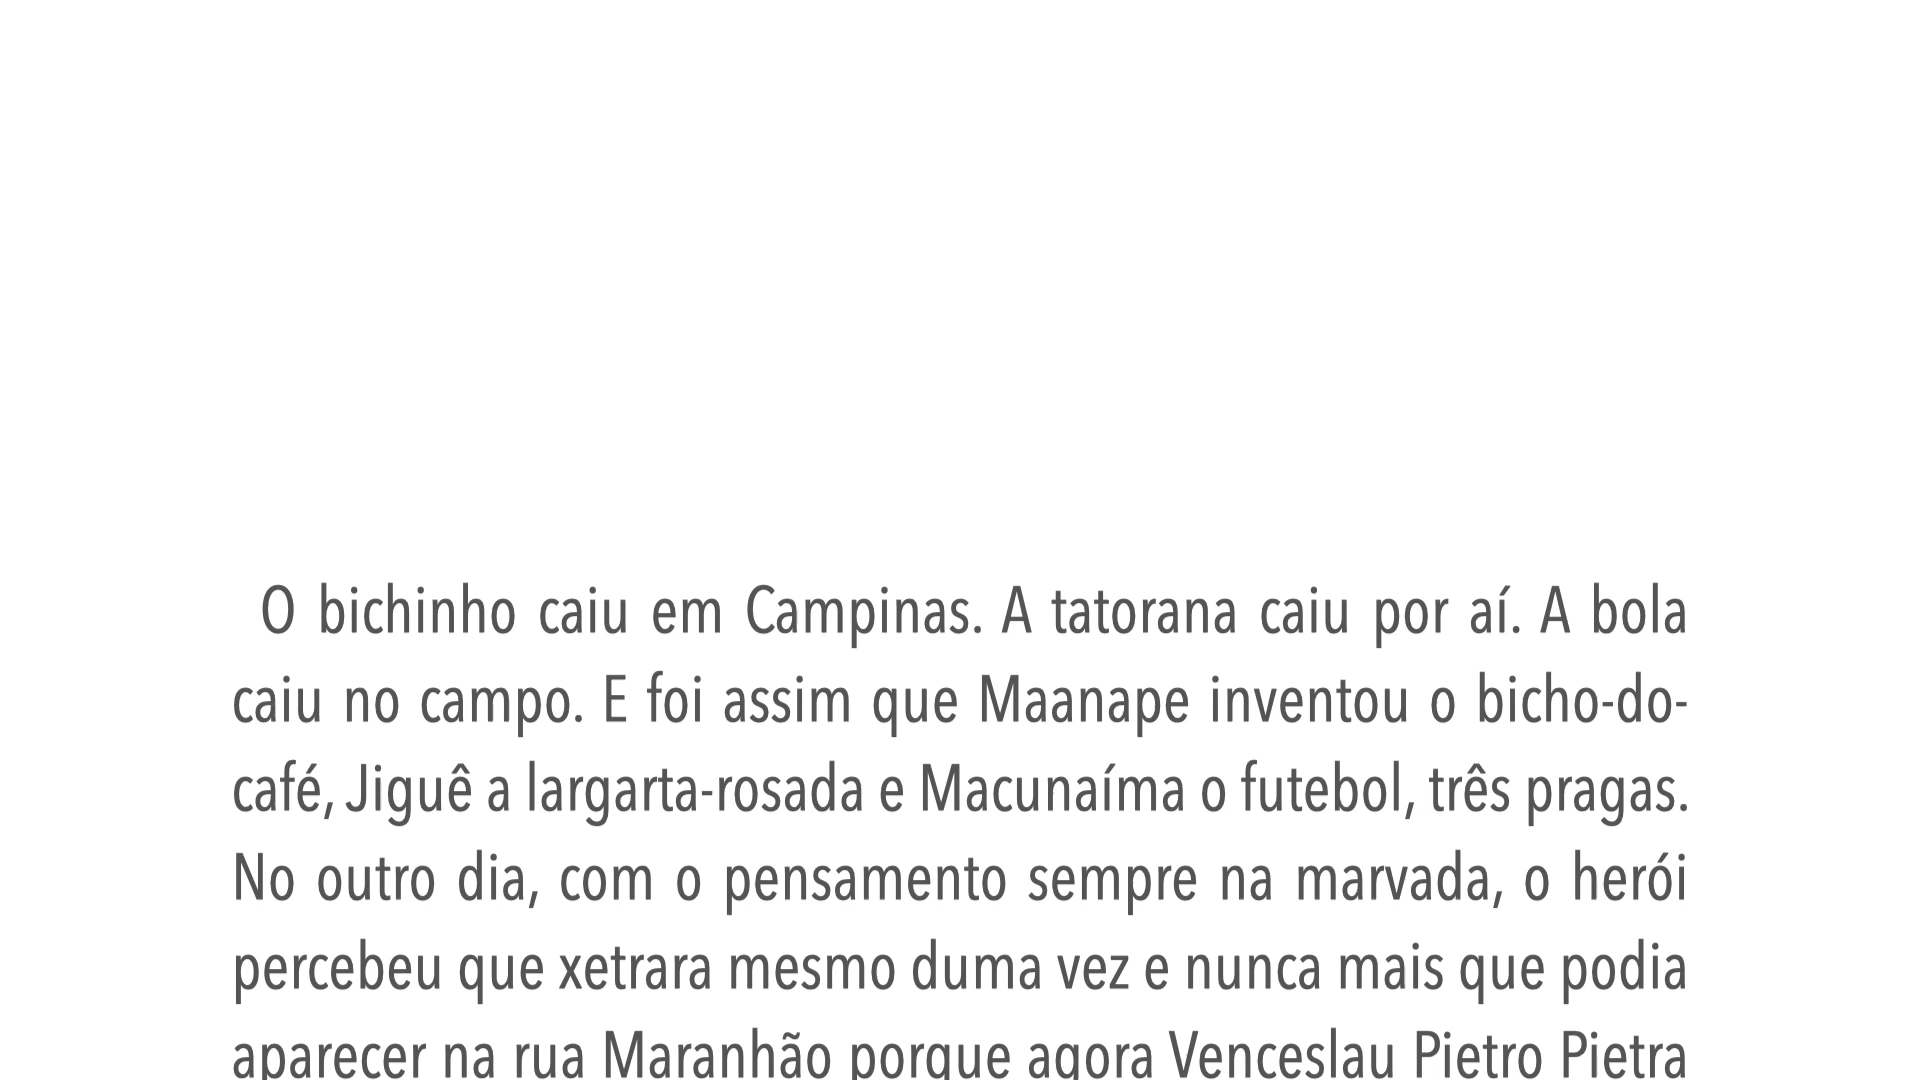 O bichinho caiu em Campinas. A tatorana caiu por aí. A bola
caiu no campo. E foi assim que Maanape inventou o bicho-do-
café, Jiguê a largarta-rosada e Macunaíma o futebol, três pragas.
No outro dia, com o pensamento sempre na marvada, o herói
percebeu que xetrara mesmo duma vez e nunca mais que podia
aparecer na rua Maranhão porque agora Venceslau Pietro Pietra